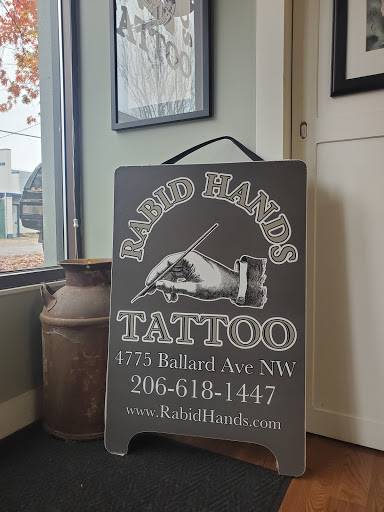 RABID HANDS
TATTOO
4775 Ballard Ave NW
206-618-1447
www.RabidHands.com